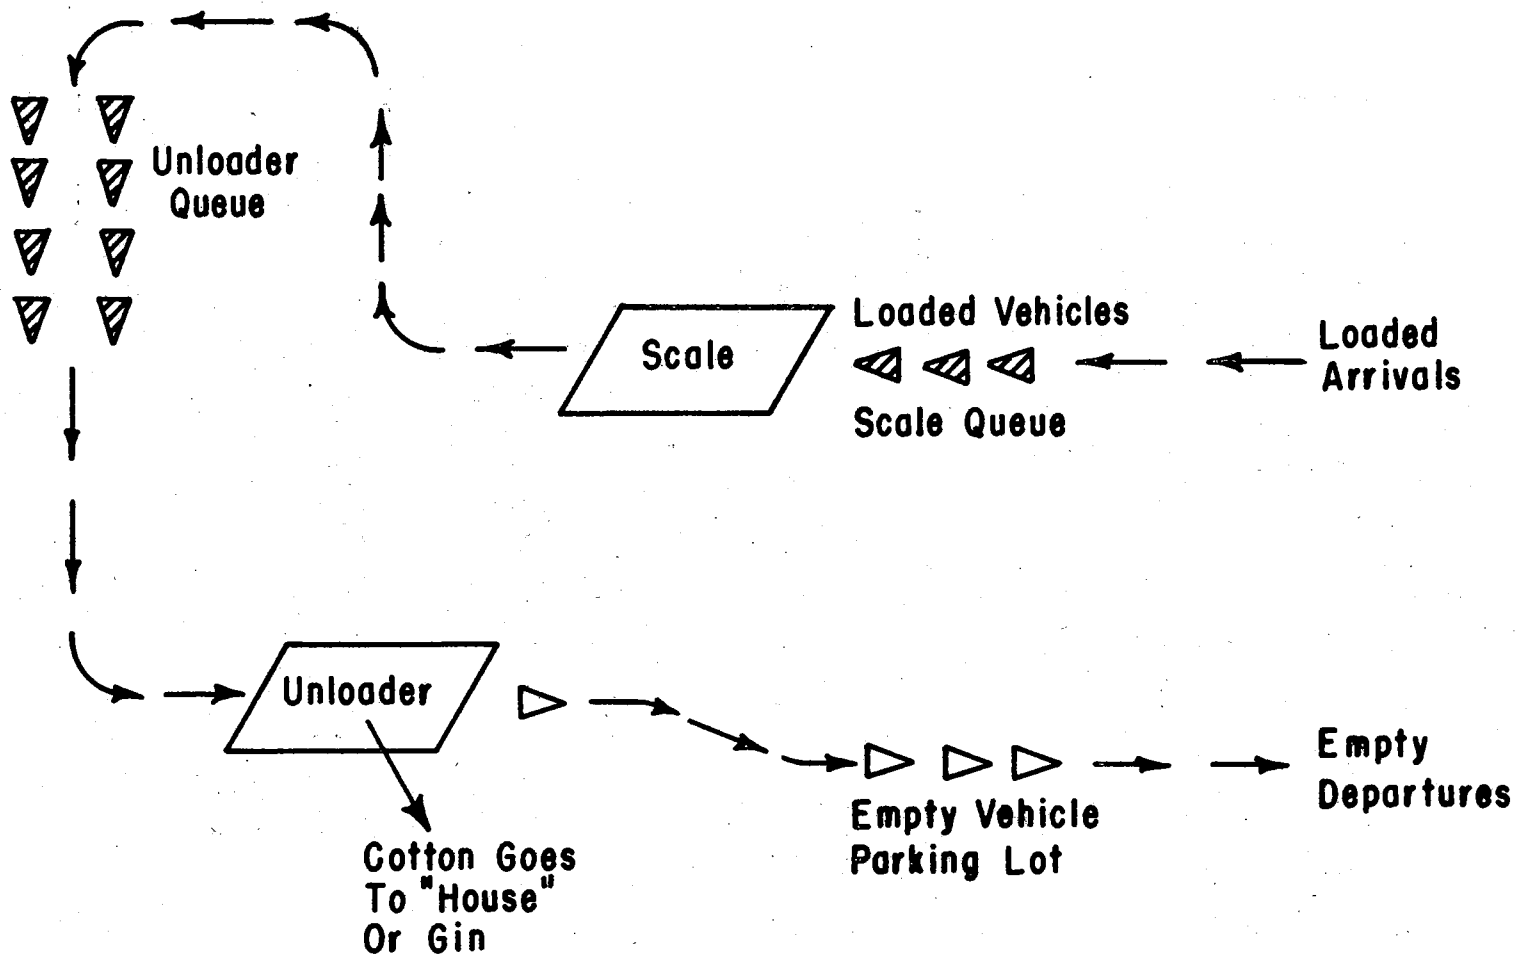 Unloader
Queue
Scale
Loaded Vehicles
Scale Queue
Loaded
Arrivals
Unloader
Cotton Goes
To "House"
Or Gin
Empty Vehicle
Parking Lot
Empty
Departures